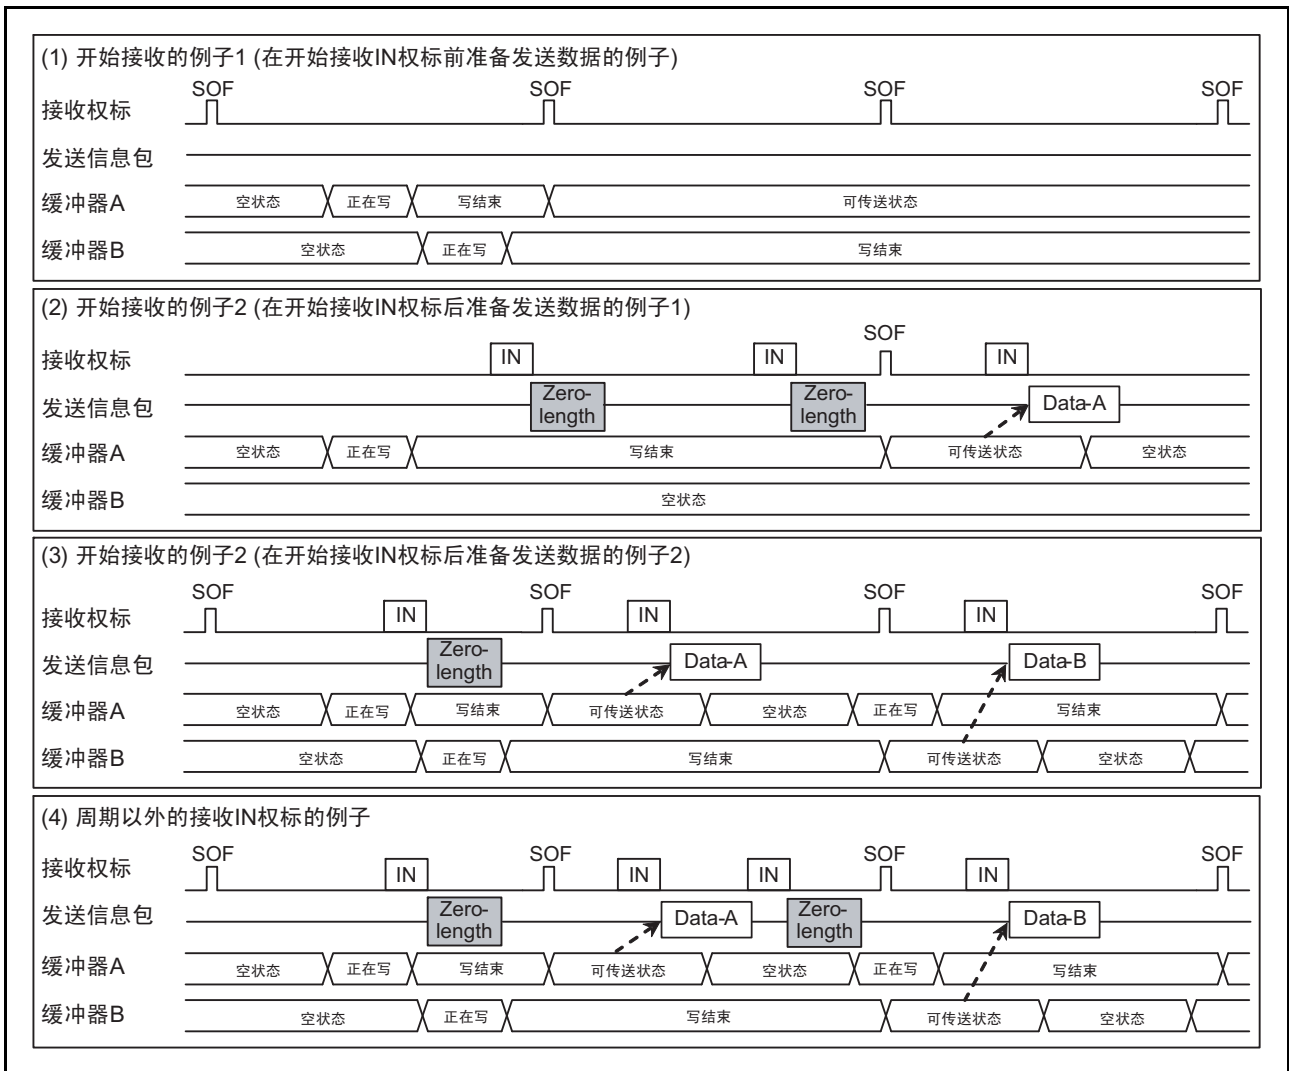 (1) 开始接收的例子1 (在开始接收IN权标前准备发送数据的例子)
SOF SOF SOF SOF
接收权标
发送信息包
缓冲器A 空状态 正在写 写结束 可传送状态
缓冲器B 空状态 正在写 写结束
(2) 开始接收的例子2 (在开始接收IN权标后准备发送数据的例子1)
SOF
接收权标 IN IN IN
发送信息包 Zero-length Zero-length Data-A
缓冲器A 空状态 正在写 写结束 可传送状态 空状态
缓冲器B 空状态
(3) 开始接收的例子2 (在开始接收IN权标后准备发送数据的例子2)
SOF SOF SOF SOF
接收权标 IN IN IN
发送信息包 Zero-length Data-A Data-B
缓冲器A 空状态 正在写 写结束 可传送状态 空状态 正在写 写结束
缓冲器B 空状态 正在写 写结束 可传送状态 空状态
(4) 周期以外的接收IN权标的例子
SOF SOF SOF SOF
接收权标 IN IN IN IN
发送信息包 Zero-length Data-A Zero-length Data-B
缓冲器A 空状态 正在写 写结束 可传送状态 空状态 正在写 写结束
缓冲器B 空状态 正在写 写结束 可传送状态 空状态